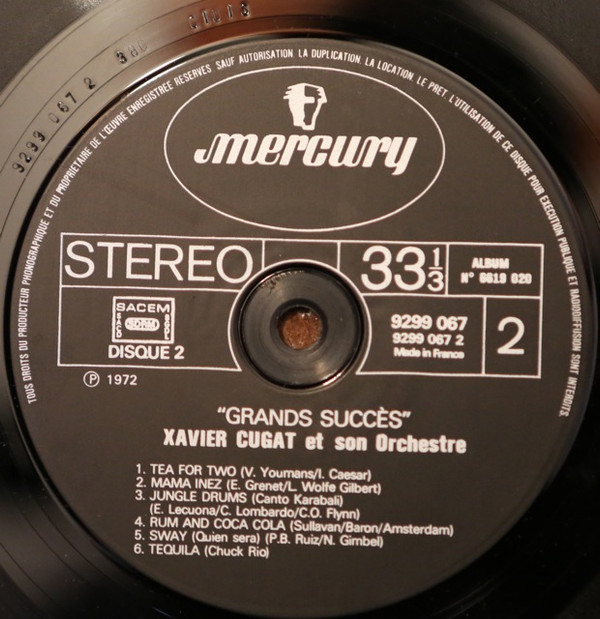 9299 067 2
TOUS DROITS DU PRODUCTEUR PHONOGRAPHIQUE ET DU PROPRIETAIRE DE L'ŒUVRE ENREGISTREE RESERVES. SAUF AUTORISATION LA DUPLICATION, LA LOCATION, LE PRET, L'UTILISATION DE CE DISQUE POUR EXECUTION PUBLIQUE ET RADIODIFFUSION SONT INTERDITS.
mercury
STEREO
33 1/3
ALBUM
N° 6619 020
SACEM
SACD
SDRM
SGDL
DISQUE 2
9299 067
9299 067 2
Made in France
2
℗ 1972
"GRANDS SUCCÈS"
XAVIER CUGAT et son Orchestre
1. TEA FOR TWO (V. Youmans/I. Caesar)
2. MAMA INEZ (E. Grenet/L. Wolfe Gilbert)
3. JUNGLE DRUMS (Canto Karabali)
(E. Lecuona/C. Lombardo/C.O. Flynn)
4. RUM AND COCA COLA (Sullavan/Baron/Amsterdam)
5. SWAY (Quien sera) (P.B. Ruiz/N. Gimbel)
6. TEQUILA (Chuck Rio)